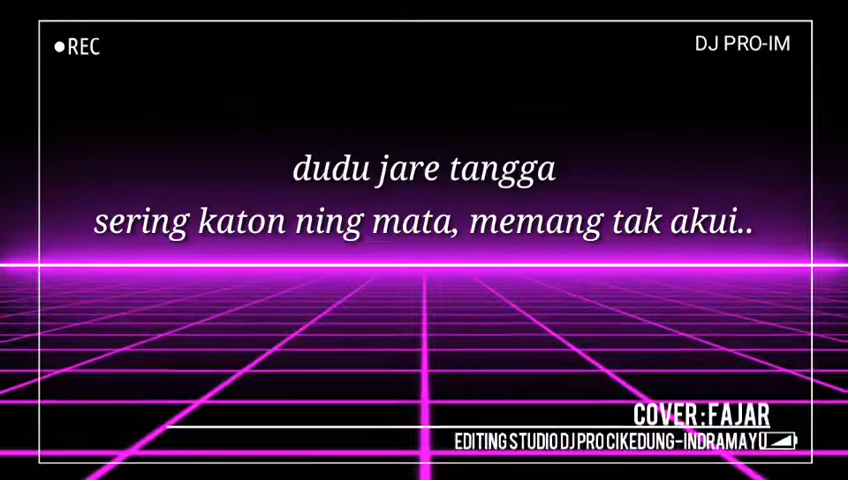 ●REC
DJ PRO-IM
dudu jare tangga
sering katon ning mata, memang tak akui..
COVER : FAJAR
EDITING STUDIO DJ PRO CIKEDUNG-INDRAMAYU